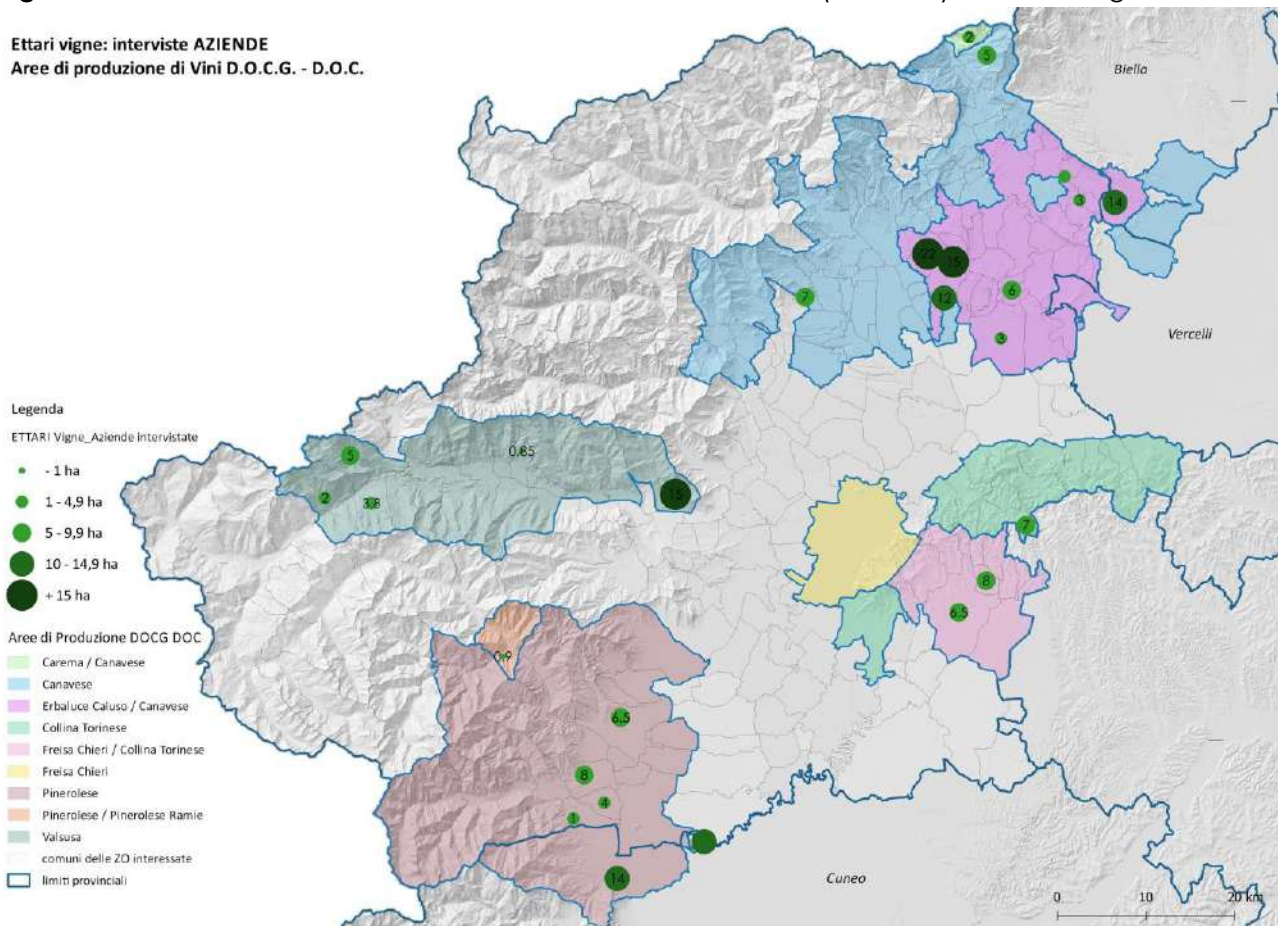 Ettari vigne: interviste AZIENDE
Aree di produzione di Vini D.O.C.G. - D.O.C.
Biella
2
5
3
14
22
15
12
7
6
3
Vercelli
Legenda
ETTARI Vigne_Aziende intervistate
- 1 ha
1 - 4,9 ha
5 - 9,9 ha
10 - 14,9 ha
+ 15 ha
5
0.85
2
3.8
15
7
8
6.5
Aree di Produzione DOCG DOC
Carema / Canavese
Canavese
Erbaluce Caluso / Canavese
Collina Torinese
Freisa Chieri / Collina Torinese
Freisa Chieri
Pinerolese
Pinerolese / Pinerolese Ramie
Valsusa
comuni delle ZO interessate
limiti provinciali
0.9
6.5
8
4
1
14
Cuneo
0 10 20 km